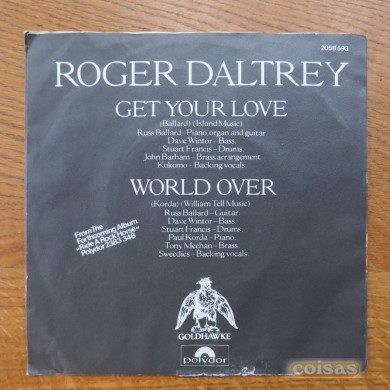 2058 593
ROGER DALTREY
GET YOUR LOVE
(Ballard) (Island Music)
Russ Ballard – Piano, organ and guitar
Dave Wintor – Bass.
Stuart Francis – Drums.
John Barham – Brass arrangement.
Kokomo – Backing vocals.
WORLD OVER
(Korda) (William Tell Music)
Russ Ballard – Guitar.
Dave Wintor – Bass.
Stuart Francis – Drums.
Paul Korda – Piano.
Tony Meehan – Brass.
Sweedies – Backing vocals.
From The
Forthcoming Album
»Ride A Rock Horse«
Polydor 2383 346
GOLDHAWKE
polydor
coisas